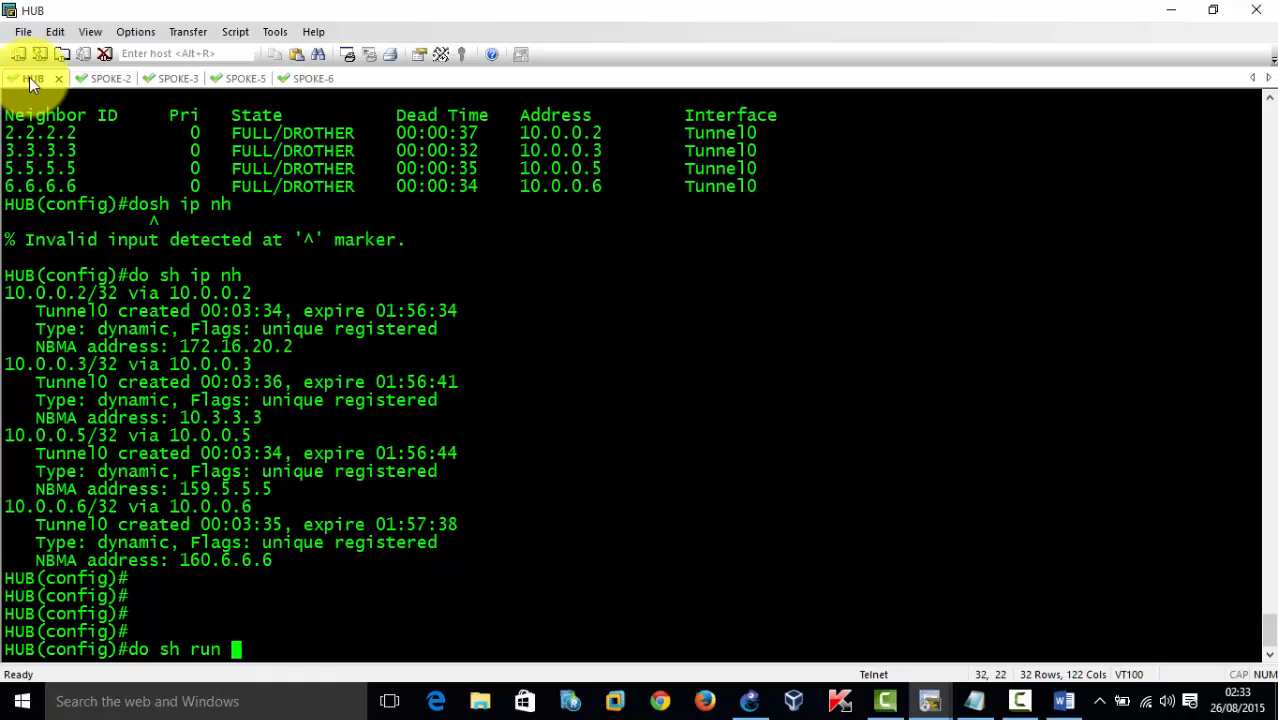 HUB
File Edit View Options Transfer Script Tools Help
Enter host <Alt+R>
HUB SPOKE-2 SPOKE-3 SPOKE-5 SPOKE-6
Neighbor ID Pri State Dead Time Address Interface
2.2.2.2 0 FULL/DROTHER 00:00:37 10.0.0.2 Tunnel0
3.3.3.3 0 FULL/DROTHER 00:00:32 10.0.0.3 Tunnel0
5.5.5.5 0 FULL/DROTHER 00:00:35 10.0.0.5 Tunnel0
6.6.6.6 0 FULL/DROTHER 00:00:34 10.0.0.6 Tunnel0
HUB(config)#dosh ip nh
^
% Invalid input detected at '^' marker.
HUB(config)#do sh ip nh
10.0.0.2/32 via 10.0.0.2
Tunnel0 created 00:03:34, expire 01:56:34
Type: dynamic, Flags: unique registered
NBMA address: 172.16.20.2
10.0.0.3/32 via 10.0.0.3
Tunnel0 created 00:03:36, expire 01:56:41
Type: dynamic, Flags: unique registered
NBMA address: 10.3.3.3
10.0.0.5/32 via 10.0.0.5
Tunnel0 created 00:03:34, expire 01:56:44
Type: dynamic, Flags: unique registered
NBMA address: 159.5.5.5
10.0.0.6/32 via 10.0.0.6
Tunnel0 created 00:03:35, expire 01:57:38
Type: dynamic, Flags: unique registered
NBMA address: 160.6.6.6
HUB(config)#
HUB(config)#
HUB(config)#
HUB(config)#
HUB(config)#do sh run
Ready Telnet 32, 22 32 Rows, 122 Cols VT100 CAP NUM
Search the web and Windows
02:33
26/08/2015